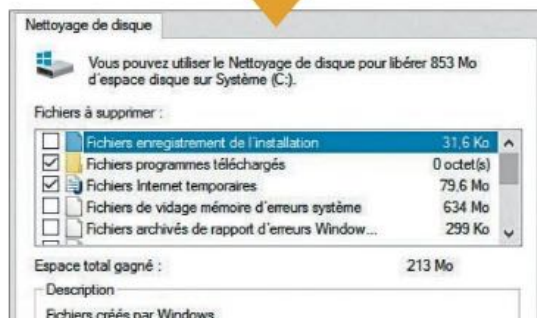 Nettoyage de disque
Vous pouvez utiliser le Nettoyage de disque pour libérer 853 Mo
d'espace disque sur Système (C:).
Fichiers à supprimer :
Fichiers enregistrement de l'installation 31,6 Ko
Fichiers programmes téléchargés 0 octet(s)
Fichiers Internet temporaires 79,6 Mo
Fichiers de vidage mémoire d'erreurs système 634 Mo
Fichiers archivés de rapport d'erreurs Window... 299 Ko
Espace total gagné : 213 Mo
Description
Fichiers créés par Windows